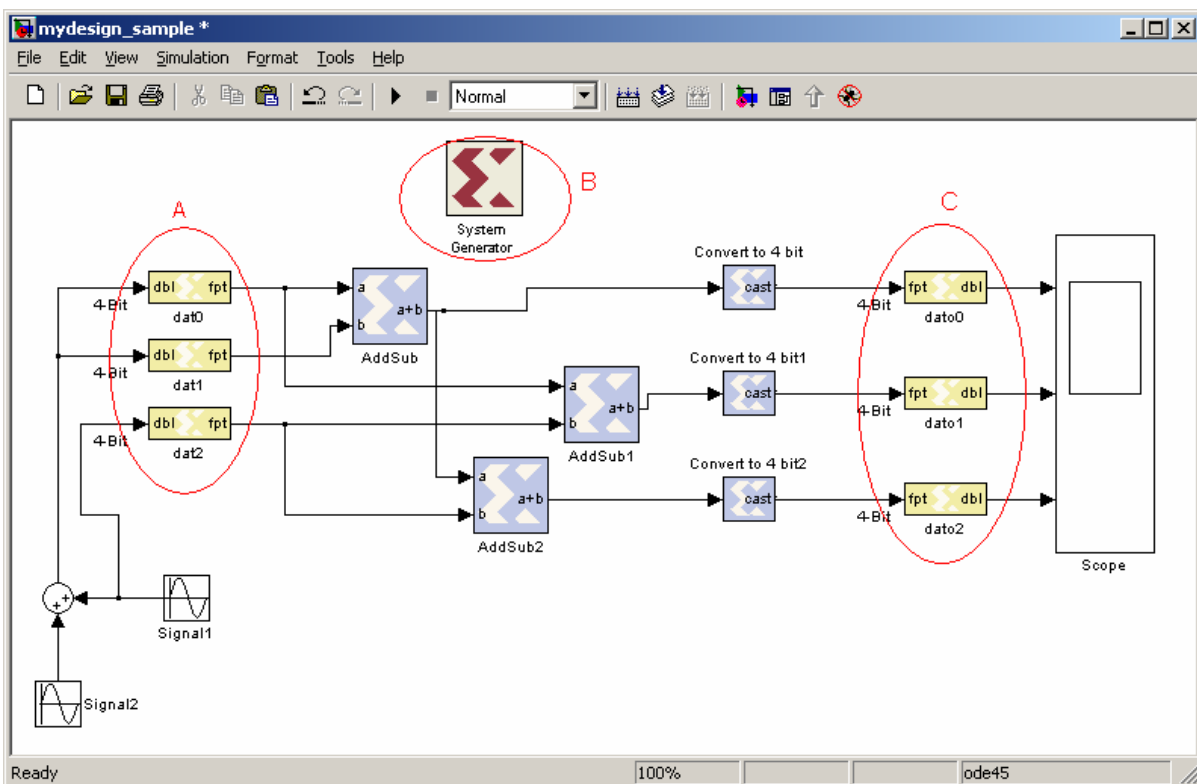 mydesign_sample *
File Edit View Simulation Format Tools Help
Normal
B
System
Generator
A
C
Convert to 4 bit
dbl fpt
4-Bit
dat0
a
b
a+b
AddSub
cast
4-Bit
fpt dbl
dato0
dbl fpt
4-Bit
dat1
Convert to 4 bit1
a
b
a+b
AddSub1
cast
4-Bit
fpt dbl
dato1
dbl fpt
4-Bit
dat2
Convert to 4 bit2
a
b
a+b
AddSub2
cast
4-Bit
fpt dbl
dato2
Scope
+
+
Signal1
Signal2
Ready 100% ode45